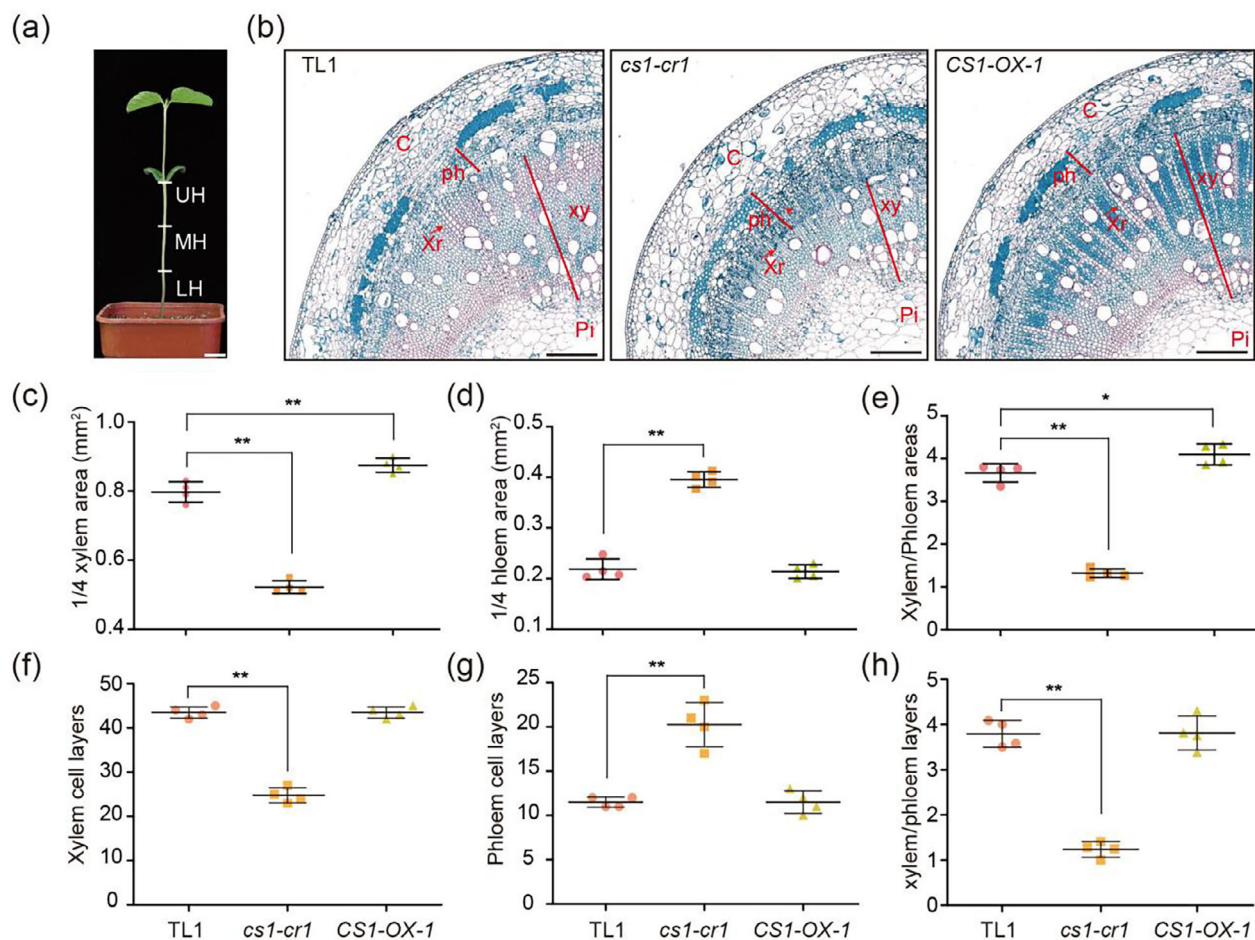 (a)
UH
MH
LH
(b)
TL1
C
ph
Xr
xy
Pi
cs1-cr1
C
ph
Xr
xy
Pi
CS1-OX-1
C
ph
Xr
xy
Pi
(c)
1/4 xylem area (mm²)
1.0
0.8
0.6
0.4
**
**
(d)
1/4 hloem area (mm²)
0.5
0.4
0.3
0.2
0.1
**
(e)
Xylem/Phloem areas
5
4
3
2
1
0
*
**
(f)
Xylem cell layers
50
40
30
20
10
0
**
TL1
cs1-cr1
CS1-OX-1
(g)
Phloem cell layers
25
20
15
10
5
0
**
TL1
cs1-cr1
CS1-OX-1
(h)
xylem/phloem layers
5
4
3
2
1
0
**
TL1
cs1-cr1
CS1-OX-1